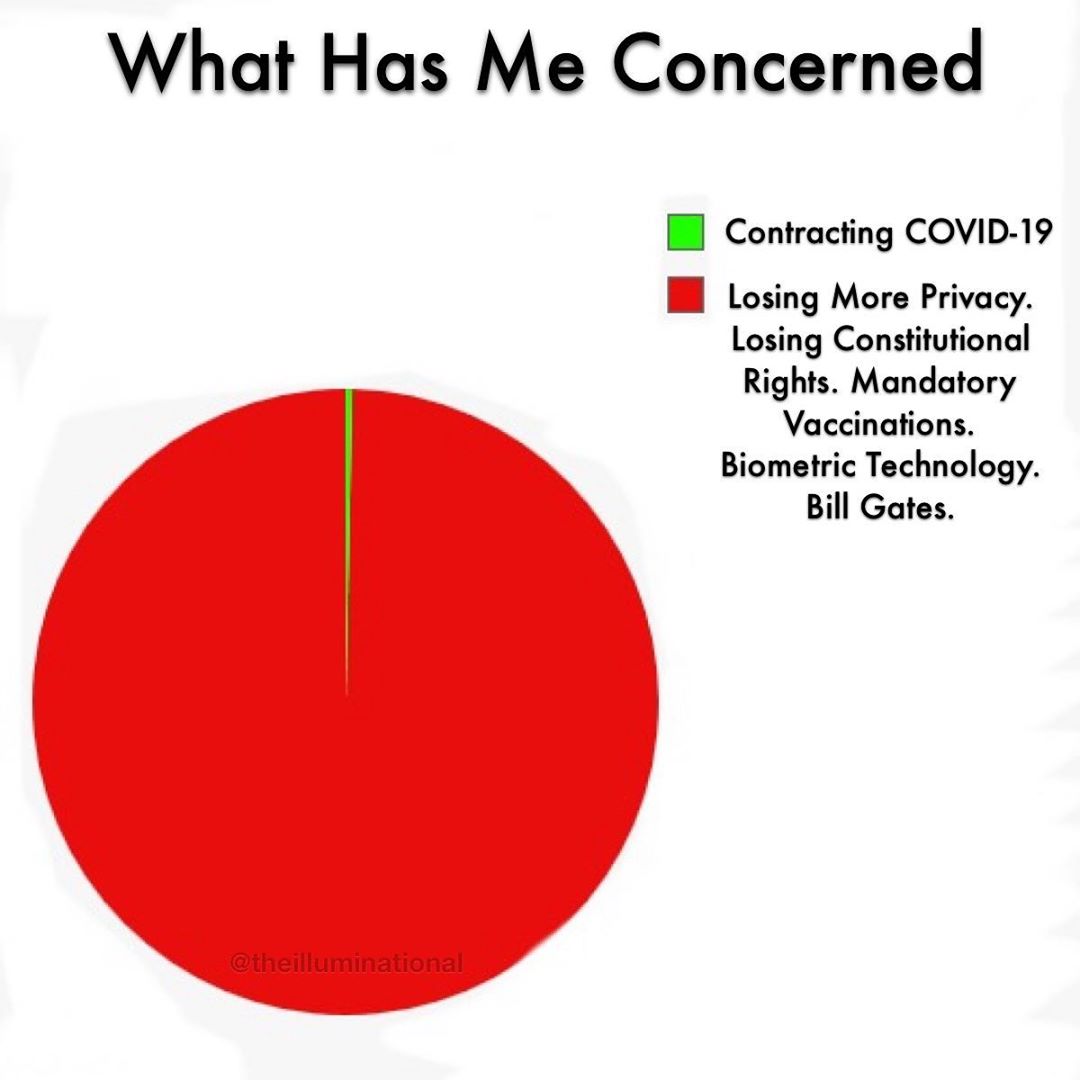 What Has Me Concerned
Contracting COVID-19
Losing More Privacy.
Losing Constitutional
Rights. Mandatory
Vaccinations.
Biometric Technology.
Bill Gates.
@theilluminational